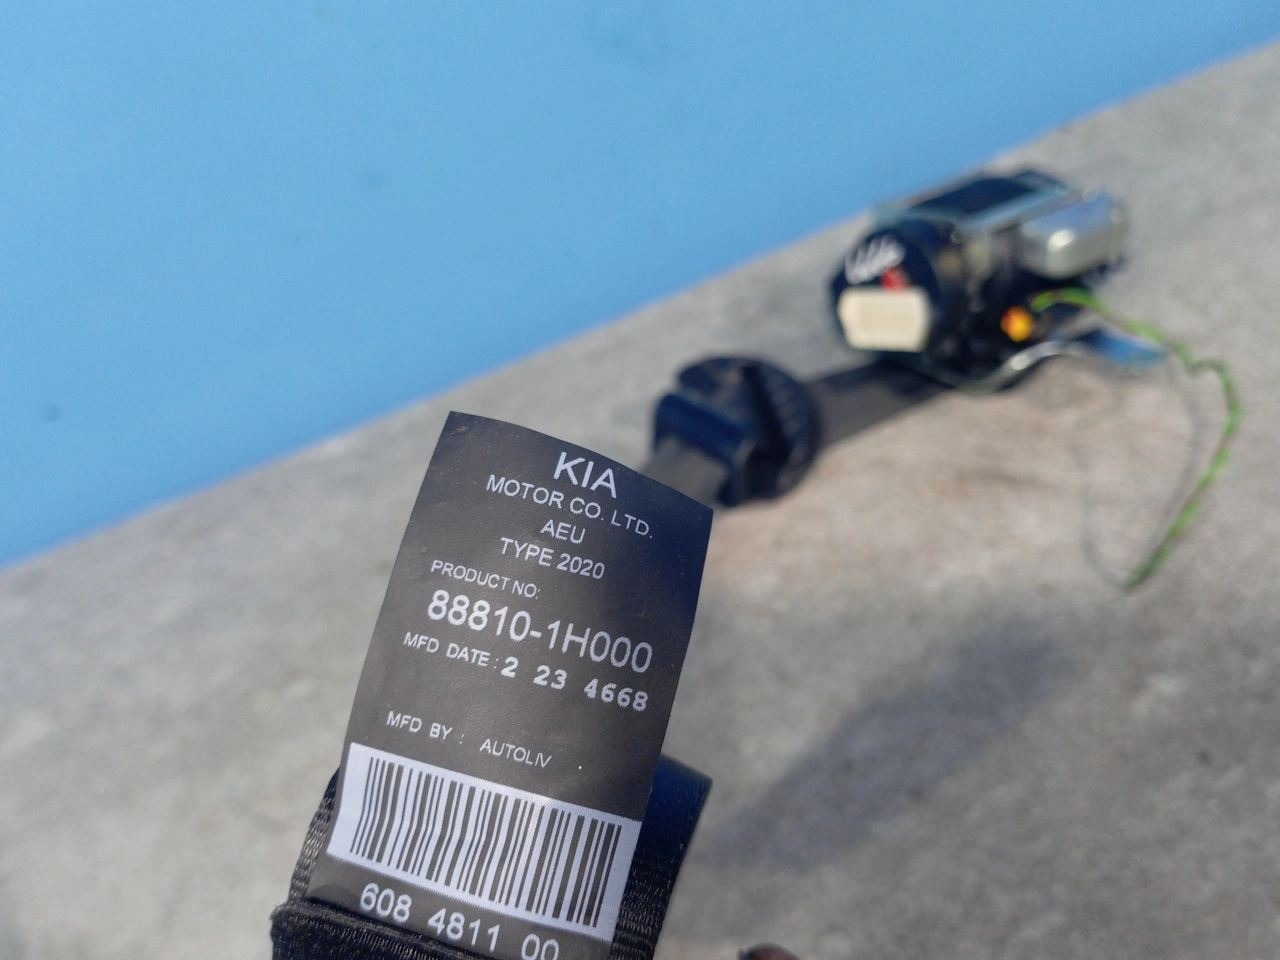 KIA
MOTOR CO. LTD.
AEU
TYPE 2020
PRODUCT NO:
88810-1H000
MFD DATE: 2 23 4668
MFD BY : AUTOLIV
608 4811 00